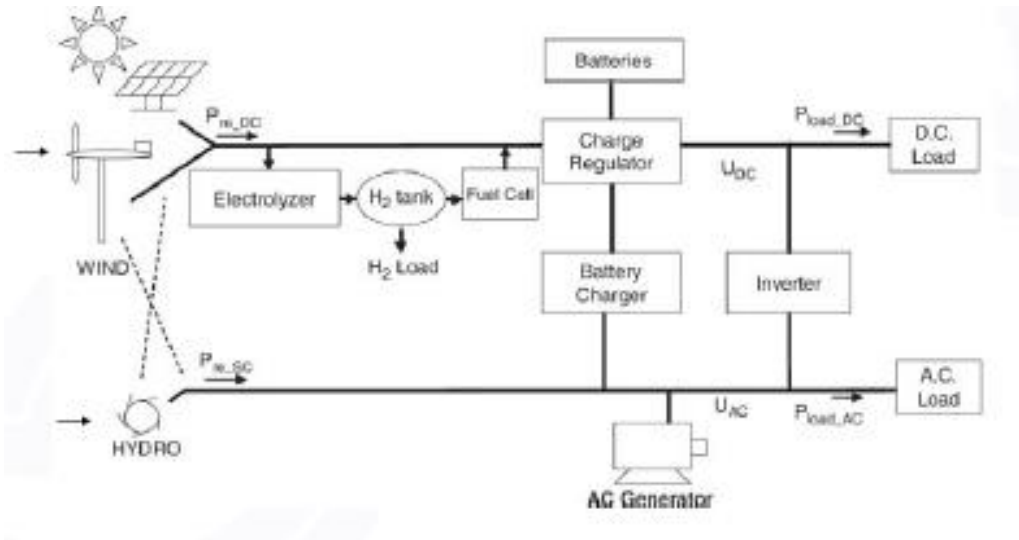 Batteries
P_re_DC
Charge
Regulator
P_load_DC
D.C.
Load
U_DC
Electrolyzer
H₂ tank
Fuel Cell
H₂ Load
WIND
Battery
Charger
Inverter
P_re_SC
A.C.
Load
U_AC
P_load_AC
HYDRO
AC Generator